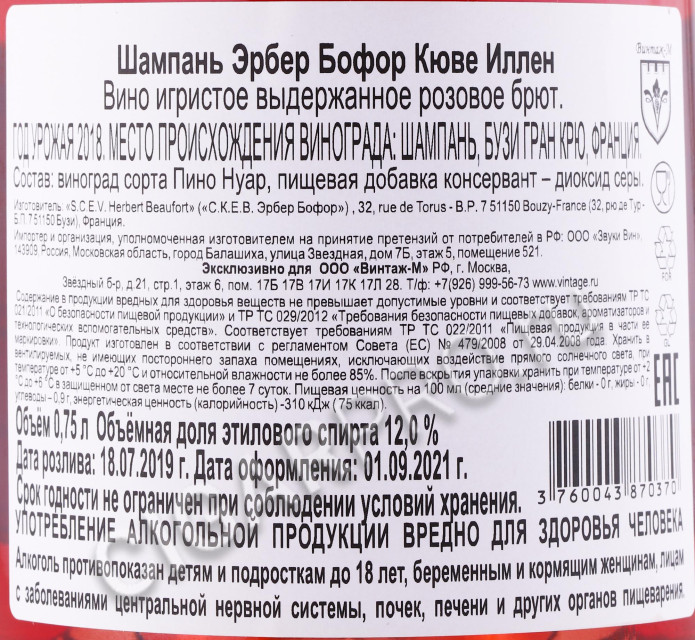 Винтаж-М
Шампань Эрбер Бофор Кюве Иллен
Вино игристое выдержанное розовое брют.
ГОД УРОЖАЯ 2018. МЕСТО ПРОИСХОЖДЕНИЯ ВИНОГРАДА: ШАМПАНЬ, БУЗИ ГРАН КРЮ, ФРАНЦИЯ.
Состав: виноград сорта Пино Нуар, пищевая добавка консервант – диоксид серы.
Изготовитель: «S.C.E.V. Herbert Beaufort» («С.К.Е.В. Эрбер Бофор») , 32, rue de Torus - B.P. 7 51150 Bouzy-France (32, рю де Тур -
Б.П. 7 51150 Бузи), Франция.
Импортер и организация, уполномоченная изготовителем на принятие претензий от потребителей в РФ: ООО «Звуки Вин»,
143909, Россия, Московская область, город Балашиха, улица Звездная, дом 7Б, этаж 5, помещение 521.
Эксклюзивно для ООО «Винтаж-М» РФ, г. Москва,
Звездный б-р, д.21, стр.1, этаж 6, пом. 17Б 17В 17И 17К 17Л 28. Т/ф: +7(926) 999-56-73 www.vintage.ru
Содержание в продукции вредных для здоровья веществ не превышает допустимые уровни и соответствует требованиям ТР ТС
021/2011 «О безопасности пищевой продукции» и ТР ТС 029/2012 «Требования безопасности пищевых добавок, ароматизаторов и
технологических вспомогательных средств». Соответствует требованиям ТР ТС 022/2011 «Пищевая продукция в части ее
маркировки». Продукт изготовлен в соответствии с регламентом Совета (ЕС) № 479/2008 от 29.04.2008 года. Хранить в
вентилируемых, не имеющих постороннего запаха помещениях, исключающих воздействие прямого солнечного света, при
температуре от +5 °С до +20 °С и относительной влажности не более 85%. После вскрытия упаковки хранить при температуре от +2
°С до +6 °С в защищенном от света месте не более 7 суток. Пищевая ценность на 100 мл (средние значения): белки - 0 г, жиры - 0 г,
углеводы – 0,9 г, энергетическая ценность (калорийность) -310 кДж ( 75 ккал).
Объём 0,75 л Объёмная доля этилового спирта 12,0 %
Дата розлива: 18.07.2019 г. Дата оформления: 01.09.2021 г.
Срок годности не ограничен при соблюдении условий хранения.
3 760043 870370
УПОТРЕБЛЕНИЕ АЛКОГОЛЬНОЙ ПРОДУКЦИИ ВРЕДНО ДЛЯ ЗДОРОВЬЯ ЧЕЛОВЕКА
Алкоголь противопоказан детям и подросткам до 18 лет, беременным и кормящим женщинам, лицам
с заболеваниями центральной нервной системы, почек, печени и других органов пищеварения.
FOR
GL
EAC
CIGARPRO.RU